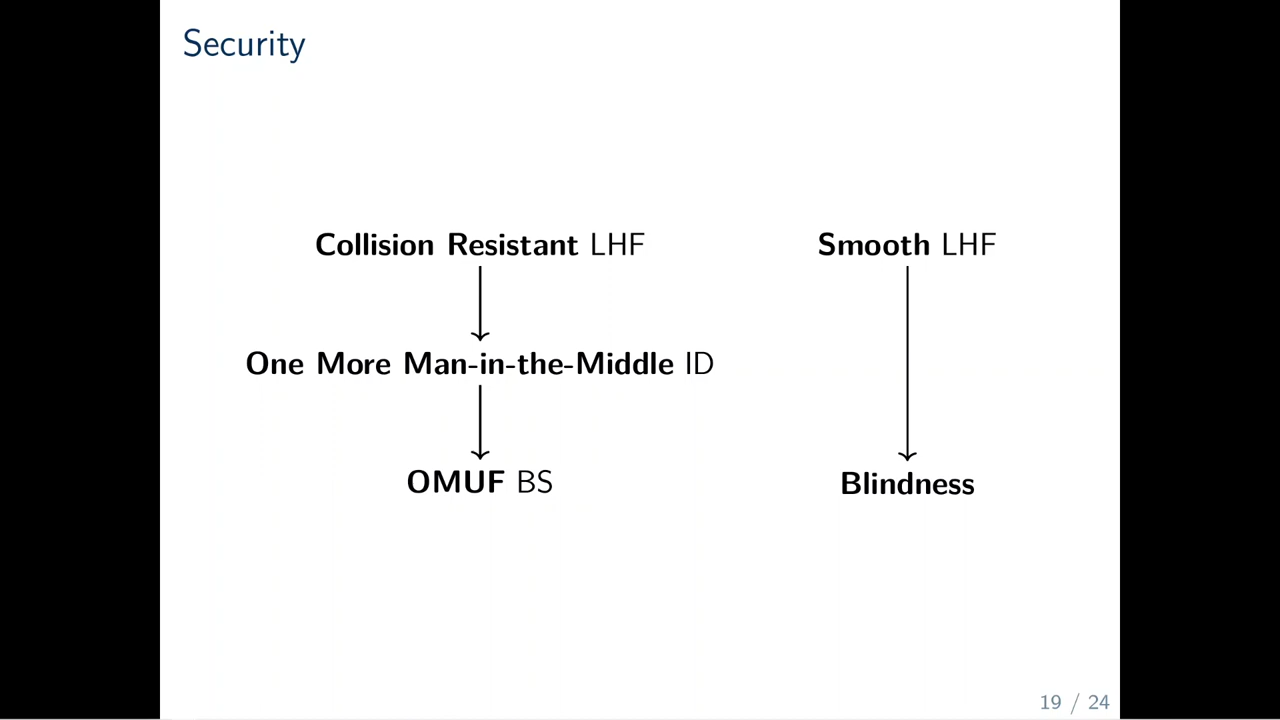 Security
Collision Resistant LHF
Smooth LHF
One More Man-in-the-Middle ID
OMUF BS
Blindness
19 / 24